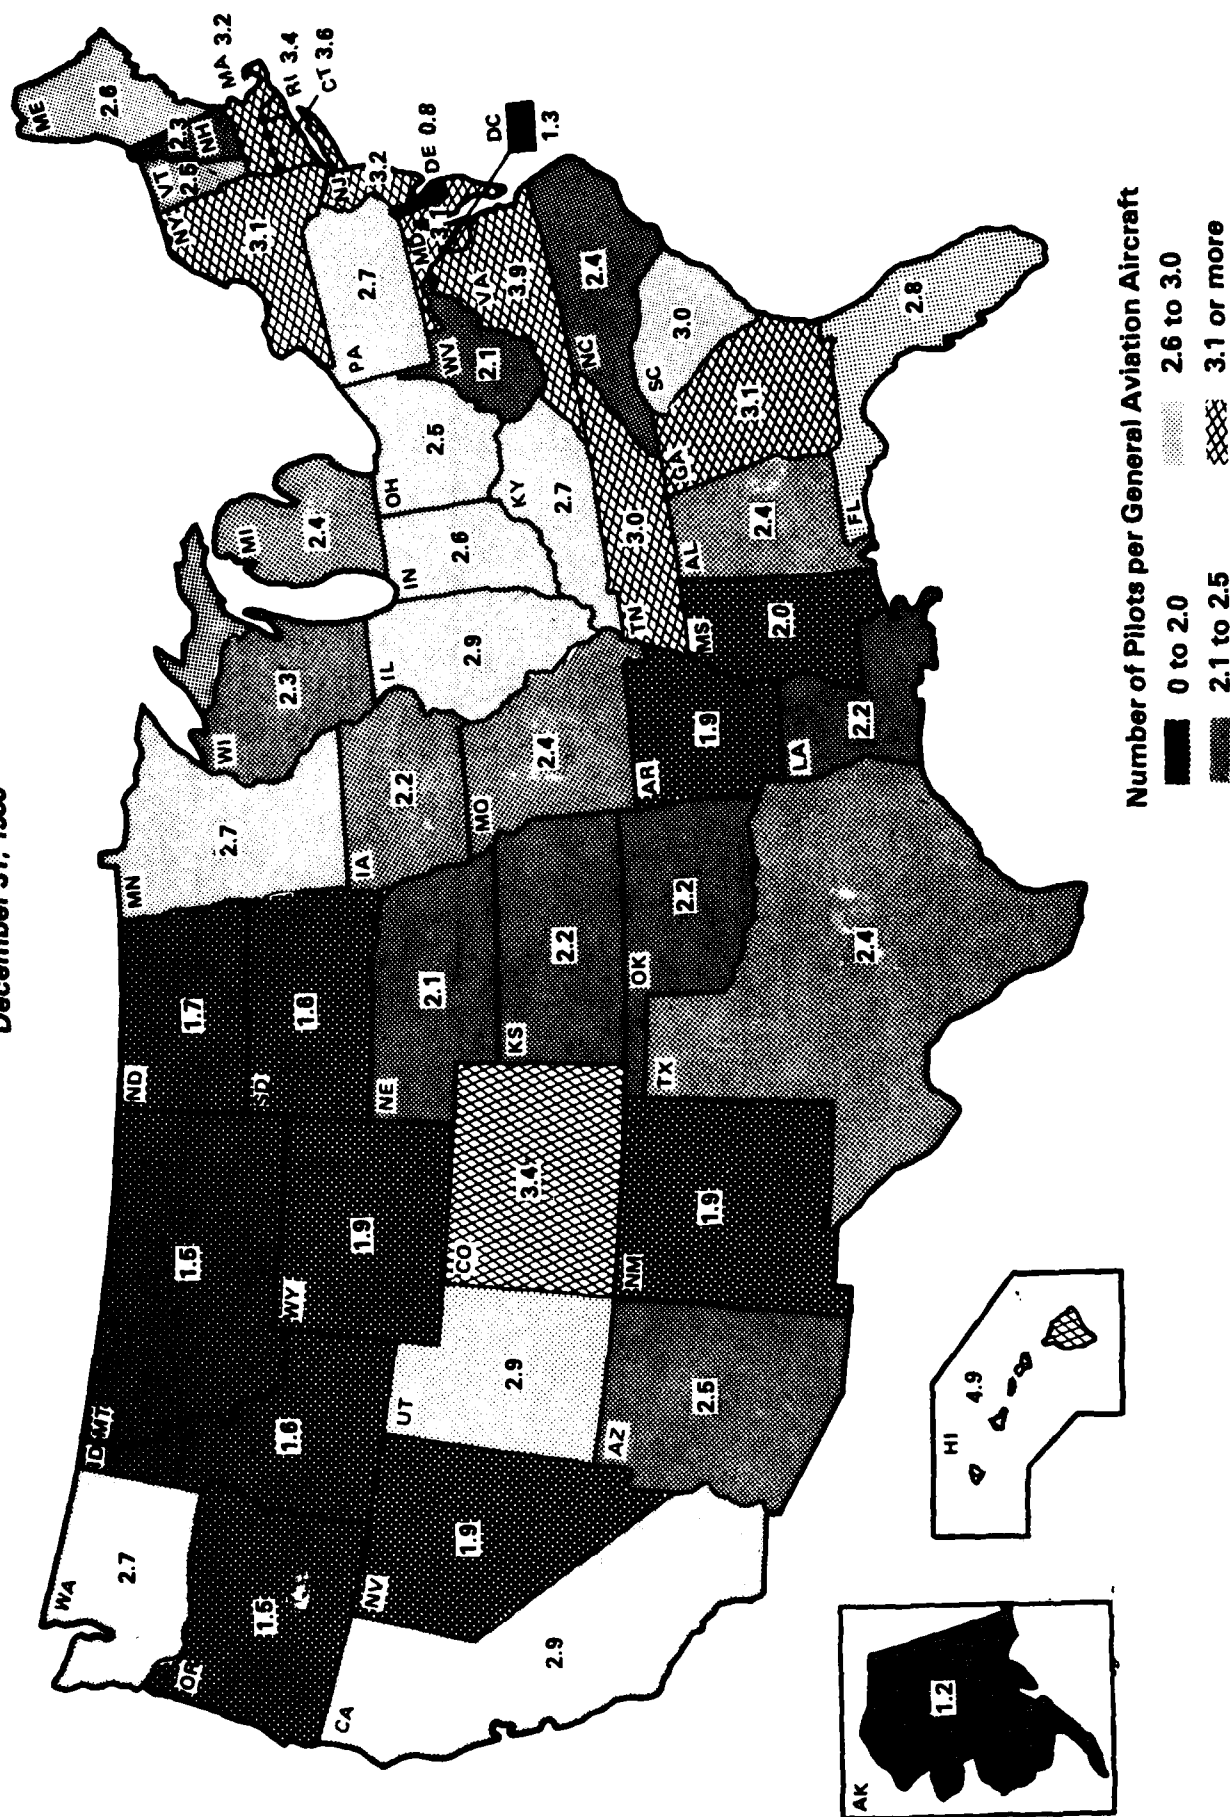 December 31,
WA
2.7
OR
1.5
CA
2.9
NV
1.9
ID
1.6
MT
1.5
WY
1.9
UT
2.9
AZ
2.5
CO
3.4
NM
1.9
ND
1.7
SD
NE
2.1
KS
2.2
OK
2.2
TX
2.4
MN
2.7
IA
2.2
MO
2.4
AR
1.9
LA
2.2
WI
2.3
IL
2.9
MI
2.4
IN
2.6
OH
2.5
KY
2.7
TN
3.0
MS
2.0
AL
2.4
GA
3.1
FL
2.8
SC
3.0
NC
2.4
VA
3.9
WV
2.1
PA
2.7
NY
3.1
VT
NH
2.3
ME
2.6
MA 3.2
RI 3.4
CT 3.6
NJ
3.2
DE 0.8
MD
3.1
DC
1.3
AK
1.2
HI
4.9
Number of Pilots per General Aviation Aircraft
0 to 2.0
2.6 to 3.0
2.1 to 2.5
3.1 or more